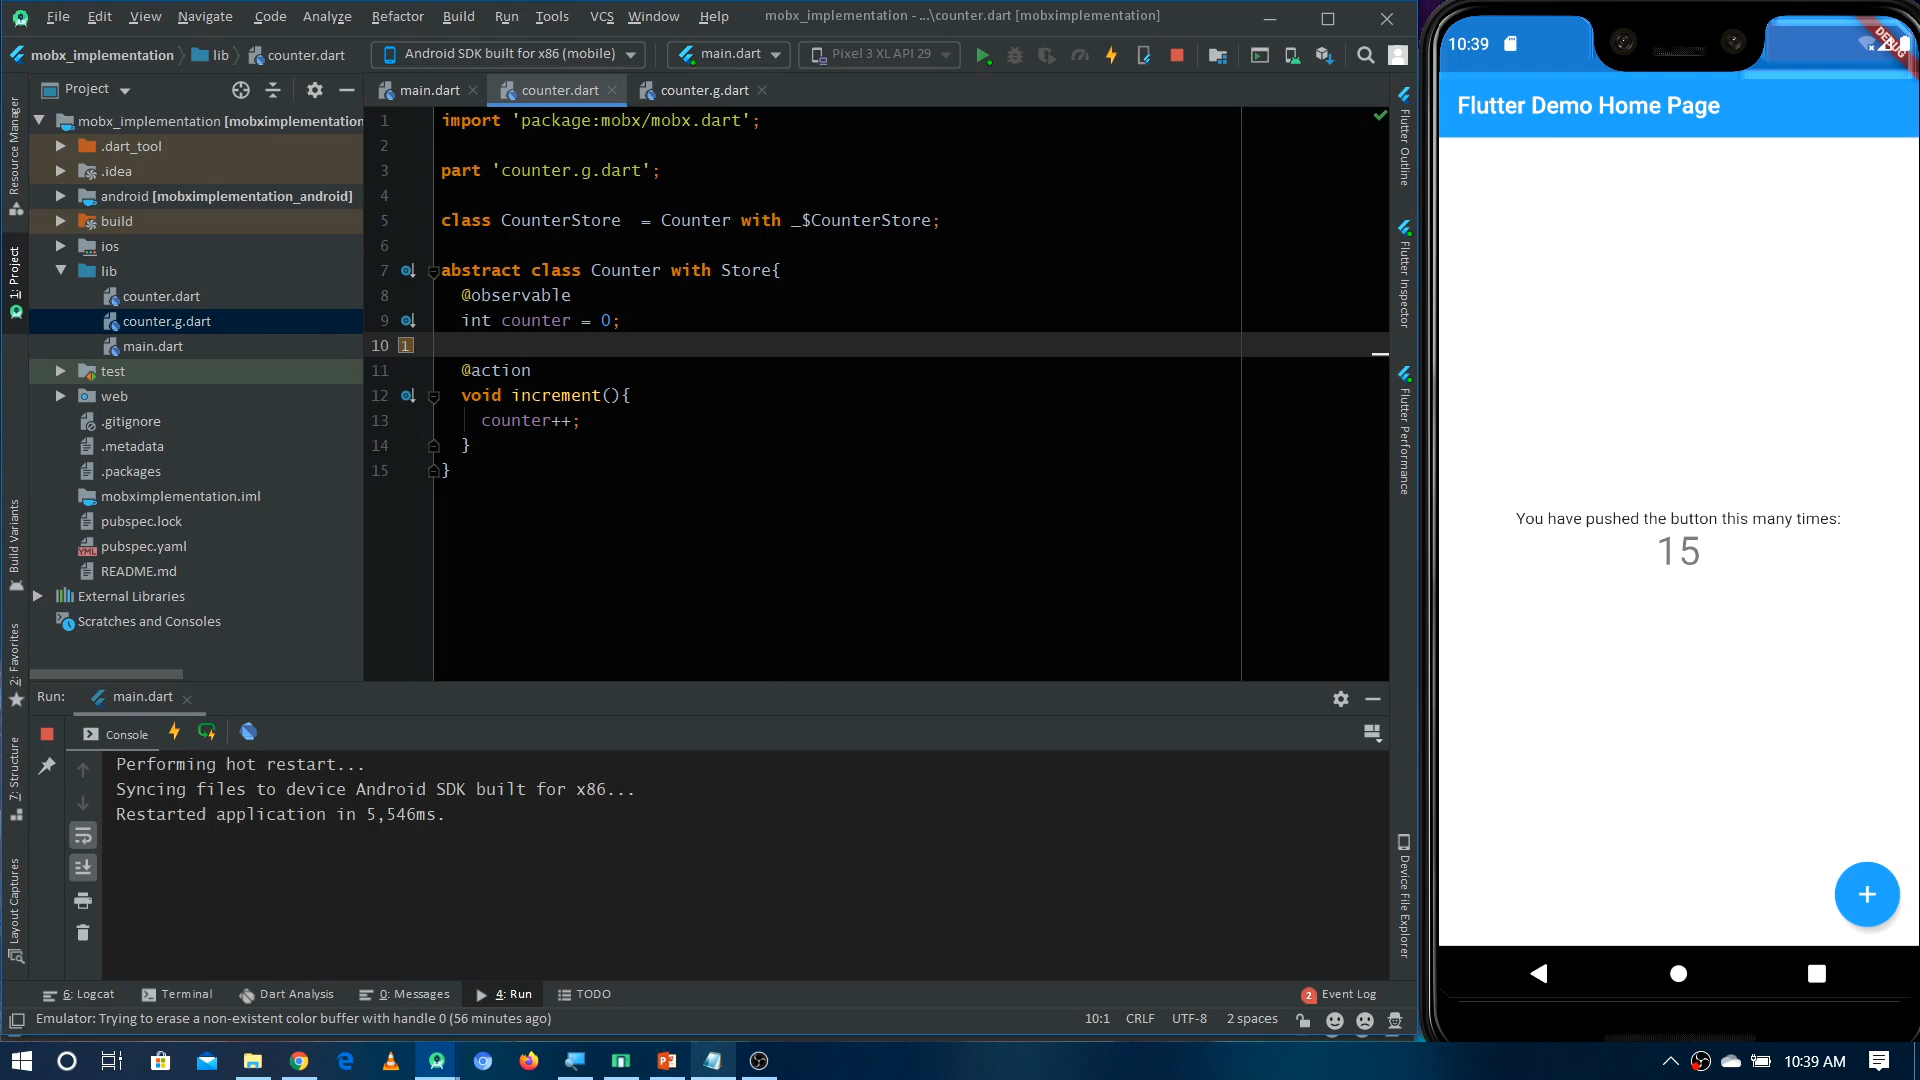 File Edit View Navigate Code Analyze Refactor Build Run Tools VCS Window Help mobx_implementation - ...\counter.dart [mobximplementation]
mobx_implementation lib counter.dart Android SDK built for x86 (mobile) main.dart Pixel 3 XL API 29
Project
main.dart counter.dart counter.g.dart
Resource Manager
1: Project
Build Variants
2: Favorites
7: Structure
Layout Captures
mobx_implementation [mobximplementation
.dart_tool
.idea
android [mobximplementation_android]
build
ios
lib
counter.dart
counter.g.dart
main.dart
test
web
.gitignore
.metadata
.packages
mobximplementation.iml
pubspec.lock
pubspec.yaml
README.md
External Libraries
Scratches and Consoles
1 import 'package:mobx/mobx.dart';
2
3 part 'counter.g.dart';
4
5 class CounterStore  = Counter with _$CounterStore;
6
7 abstract class Counter with Store{
8 @observable
9 int counter = 0;
10 1
11 @action
12 void increment(){
13 counter++;
14 }
15 }
Flutter Outline
Flutter Inspector
Flutter Performance
Device File Explorer
Run: main.dart
Console
Performing hot restart...
Syncing files to device Android SDK built for x86...
Restarted application in 5,546ms.
6: Logcat Terminal Dart Analysis 0: Messages 4: Run TODO 2 Event Log
Emulator: Trying to erase a non-existent color buffer with handle 0 (56 minutes ago) 10:1 CRLF UTF-8 2 spaces
10:39 AM
10:39
DEBUG
Flutter Demo Home Page
You have pushed the button this many times:
15
+